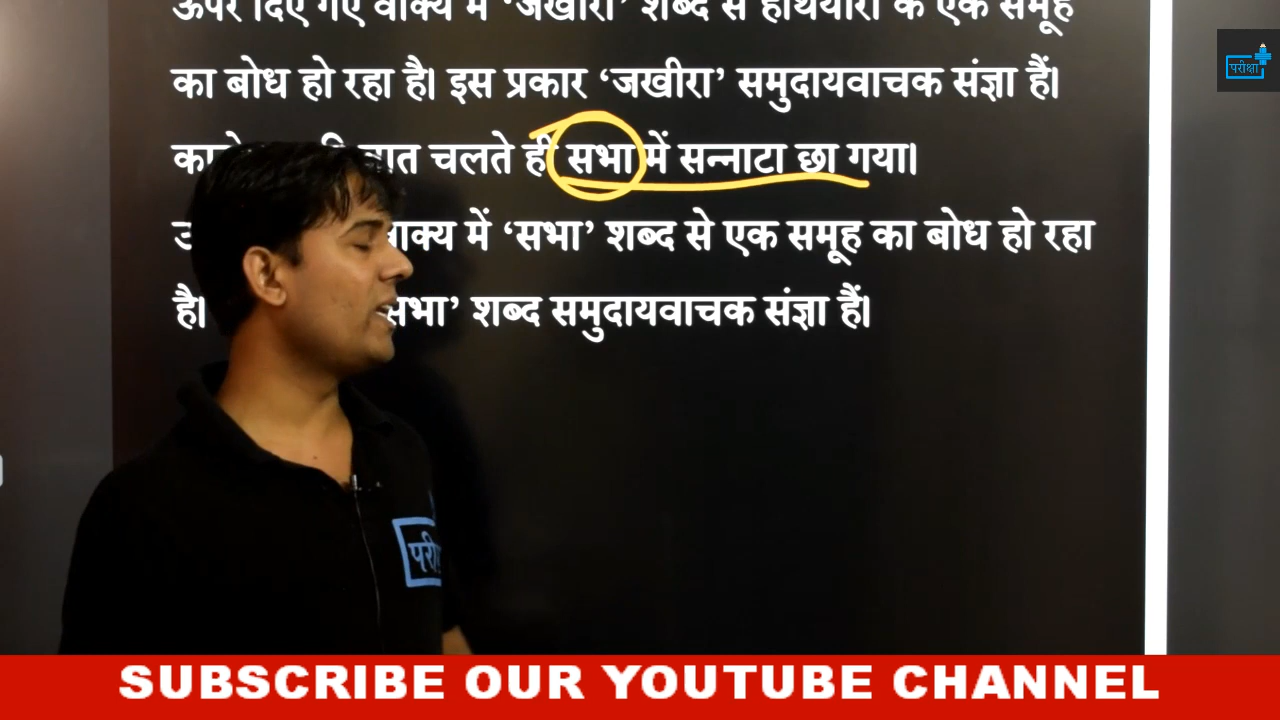 ऊपर दिए गए वाक्य में ‘जखीरा’ शब्द से हथियारों के एक समूह
का बोध हो रहा है। इस प्रकार ‘जखीरा’ समुदायवाचक संज्ञा हैं।
चलते ही सभा में सन्नाटा छा गया।
वाक्य में ‘सभा’ शब्द से एक समूह का बोध हो रहा
है। सभा’ शब्द समुदायवाचक संज्ञा हैं।
परीक्षा
SUBSCRIBE OUR YOUTUBE CHANNEL